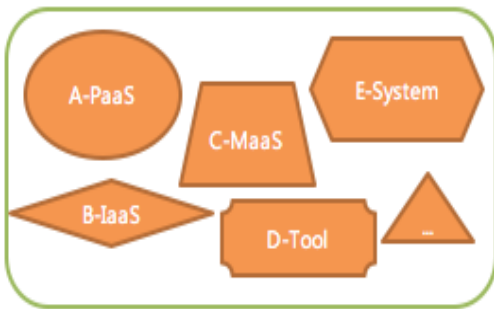 A-PaaS
E-System
C-MaaS
B-IaaS
D-Tool
...